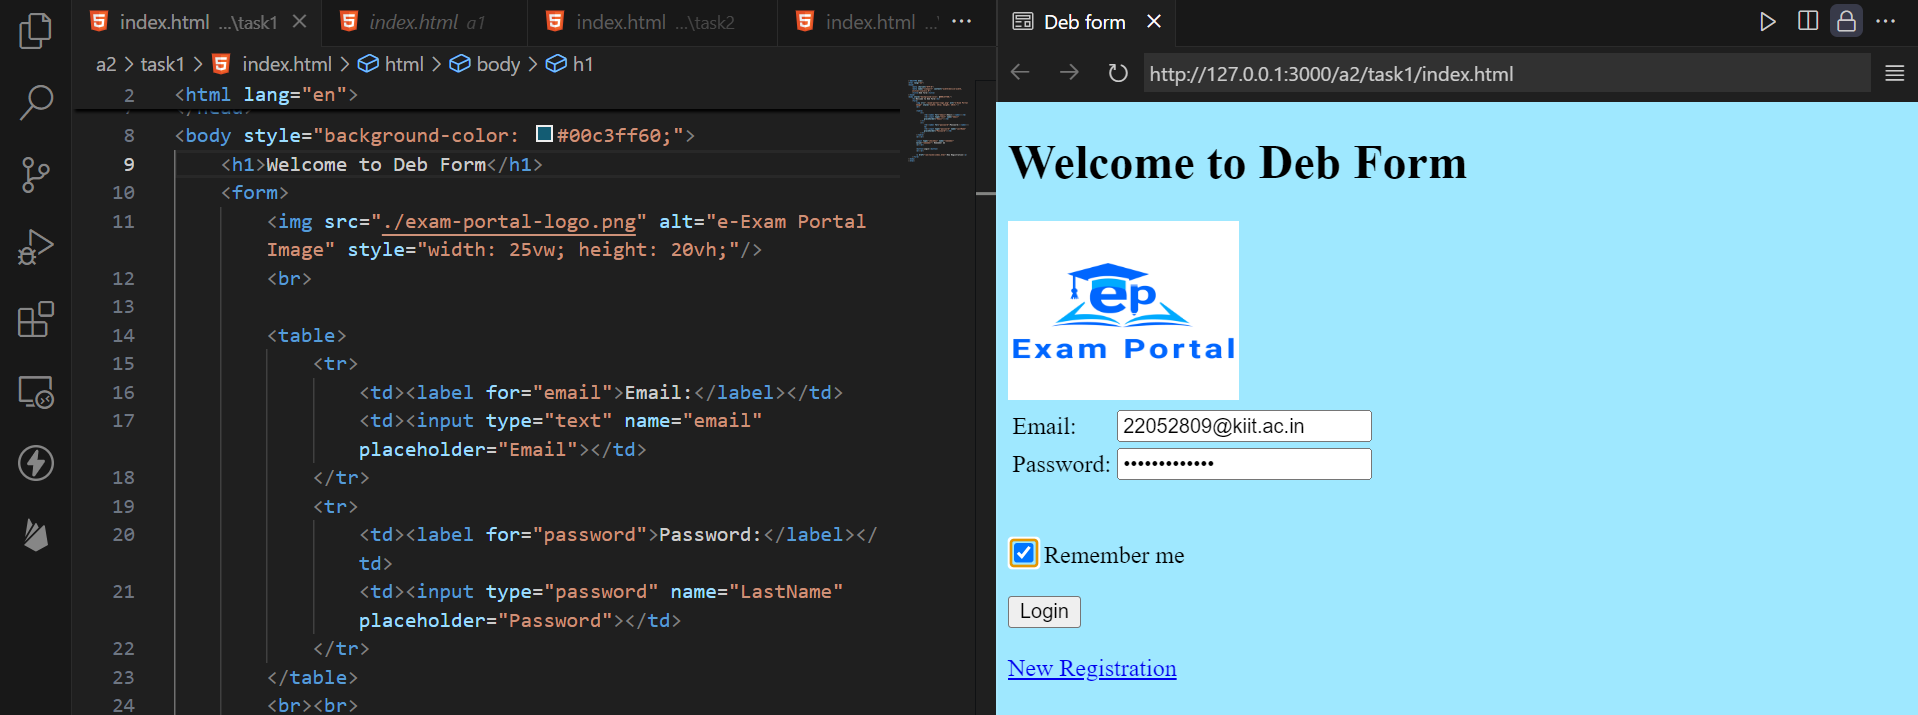 index.html ...\task1
index.html a1
index.html ...\task2
index.html ...
a2 > task1 > index.html > html > body > h1
2 <html lang="en">
</head>
8 <body style="background-color: #00c3ff60;">
9 <h1>Welcome to Deb Form</h1>
10 <form>
11 <img src="./exam-portal-logo.png" alt="e-Exam Portal
Image" style="width: 25vw; height: 20vh;"/>
12 <br>
13
14 <table>
15 <tr>
16 <td><label for="email">Email:</label></td>
17 <td><input type="text" name="email"
placeholder="Email"></td>
18 </tr>
19 <tr>
20 <td><label for="password">Password:</label></
td>
21 <td><input type="password" name="LastName"
placeholder="Password"></td>
22 </tr>
23 </table>
24 <br><br>
Deb form
http://127.0.0.1:3000/a2/task1/index.html
Welcome to Deb Form
ep
Exam Portal
Email: 22052809@kiit.ac.in
Password: •••••••••••••
Remember me
Login
New Registration